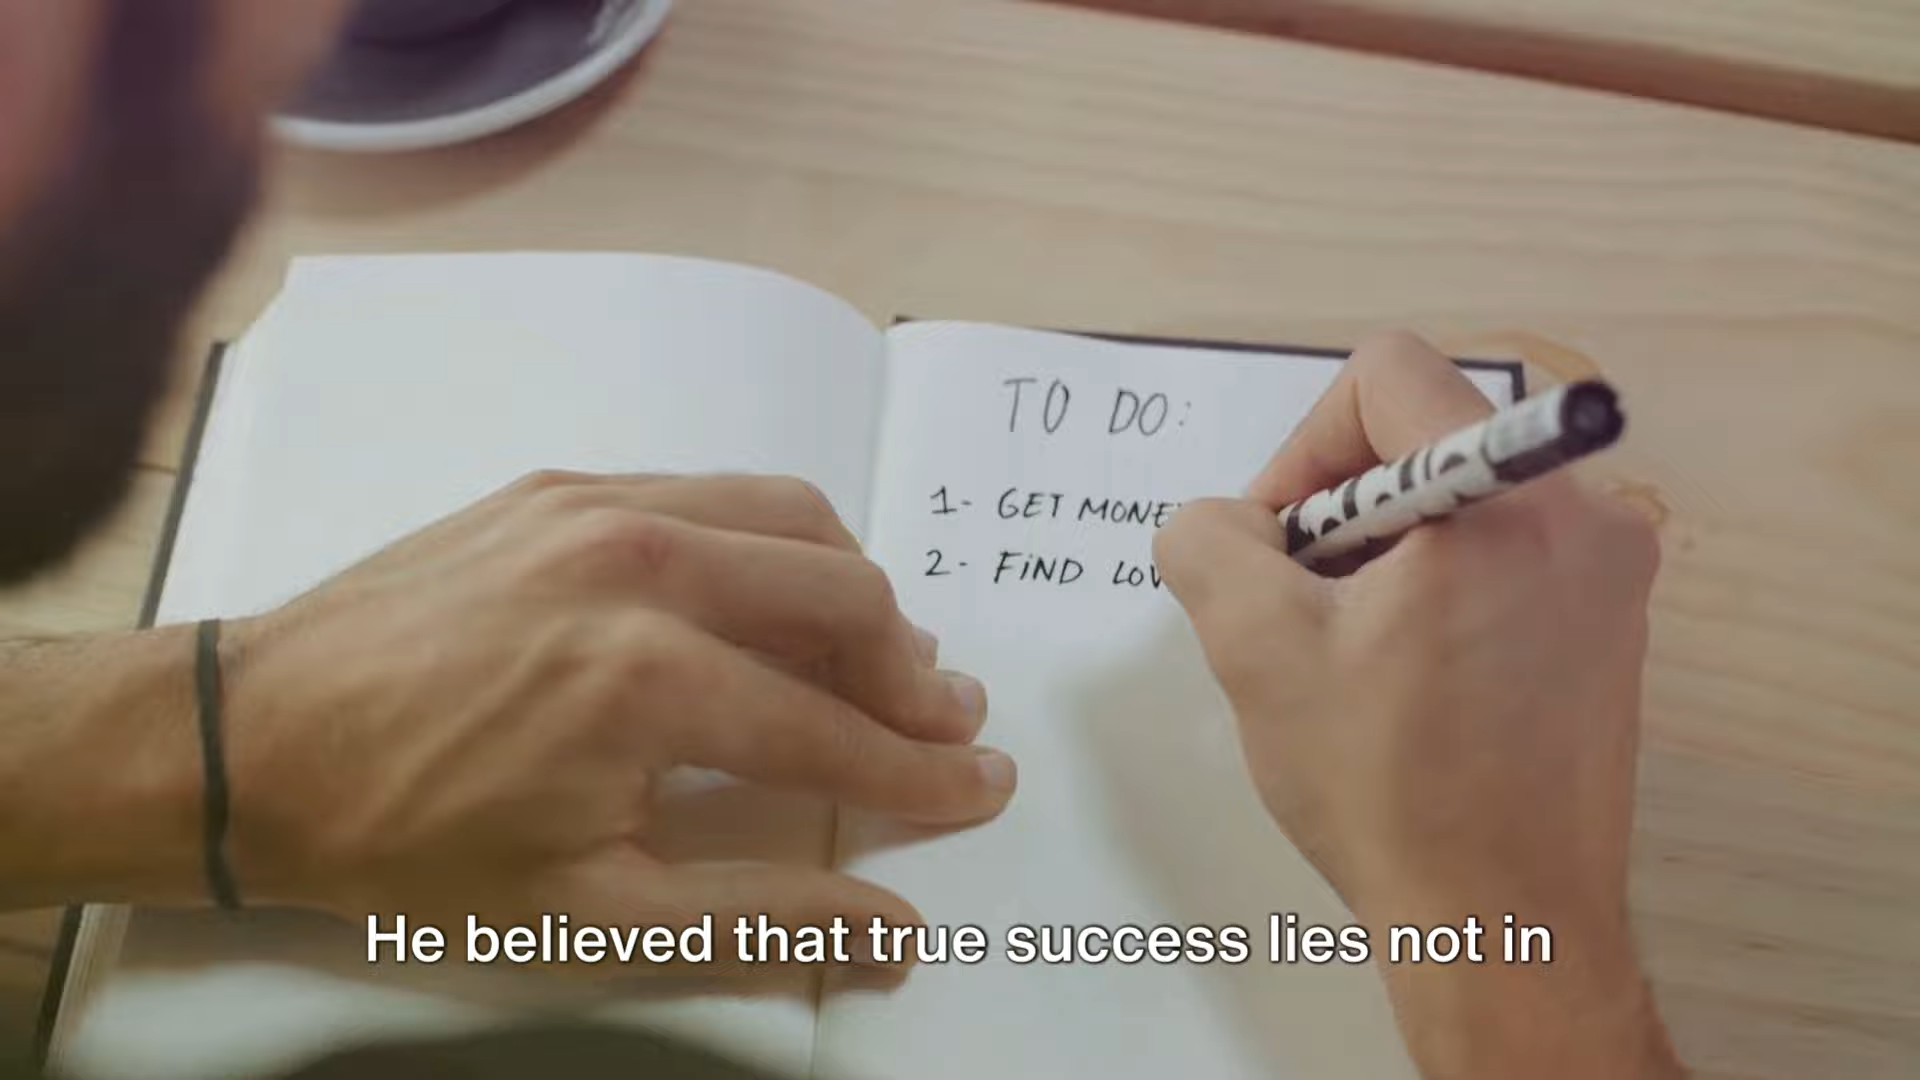 TO DO:
1- GET MONE
2- FiND LOV
He believed that true success lies not in